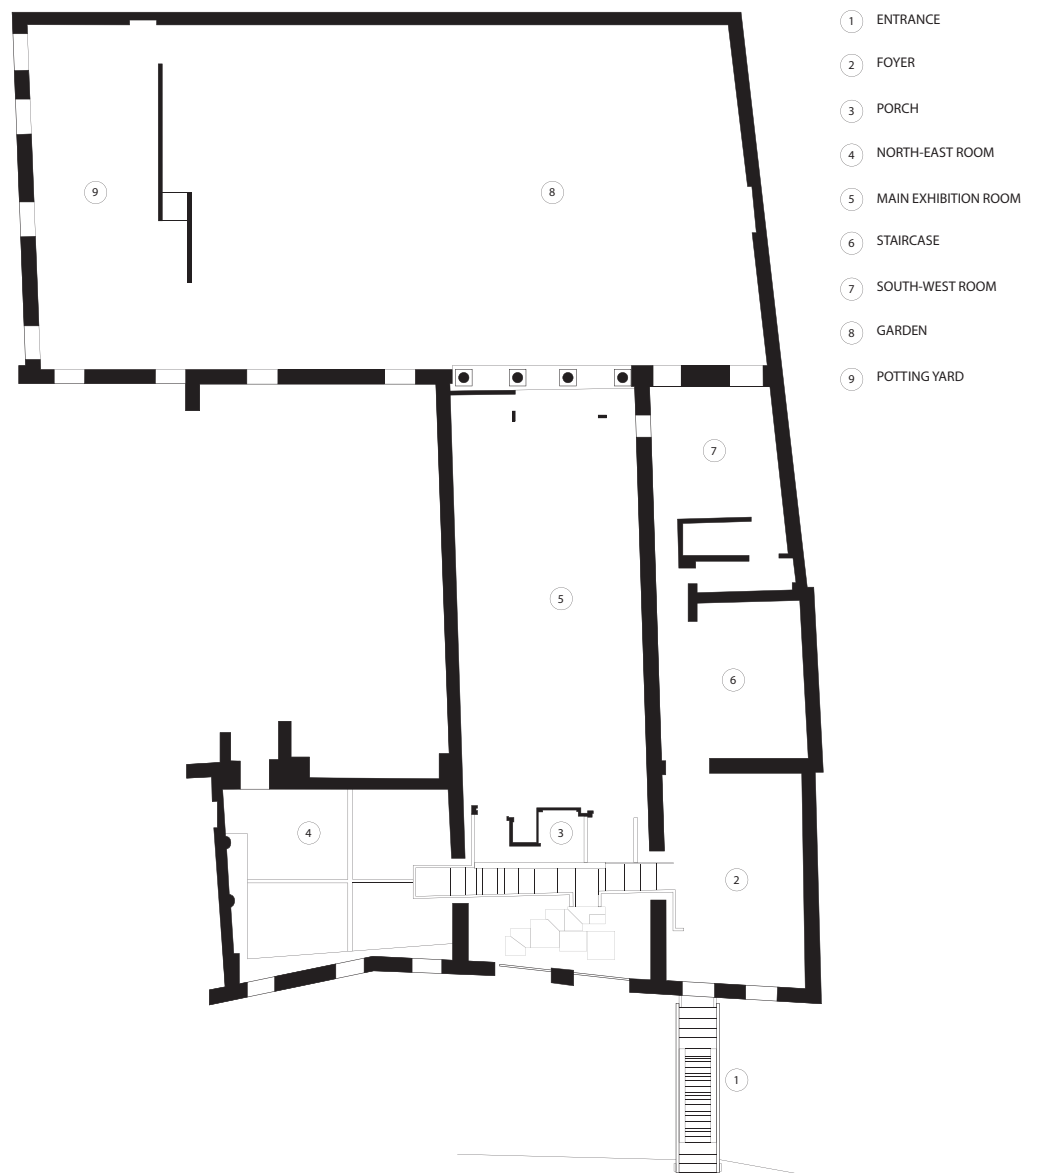 1 ENTRANCE
2 FOYER
3 PORCH
4 NORTH-EAST ROOM
5 MAIN EXHIBITION ROOM
6 STAIRCASE
7 SOUTH-WEST ROOM
8 GARDEN
9 POTTING YARD
9
8
7
5
6
4
3
2
1